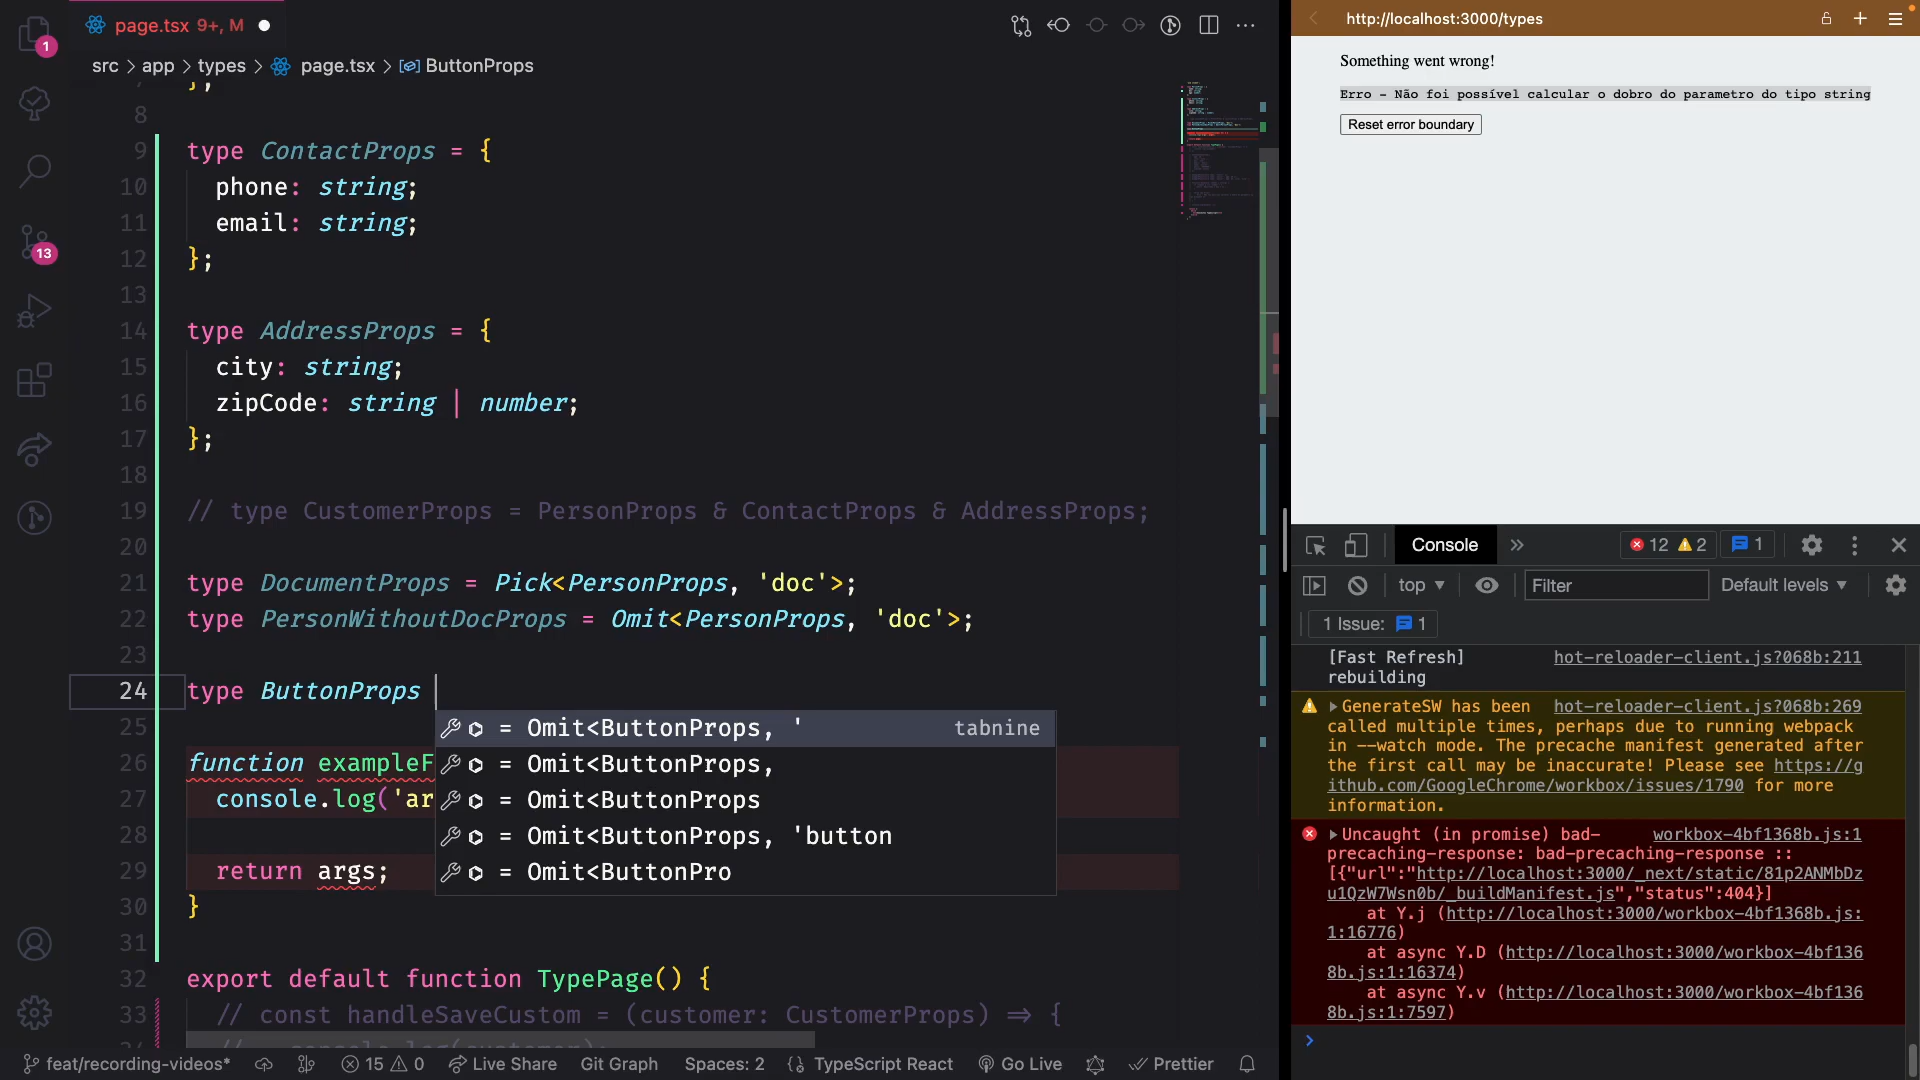 page.tsx 9+, M
src > app > types > page.tsx > ButtonProps
1
13
};
8
9 type ContactProps = {
10 phone: string;
11 email: string;
12 };
13
14 type AddressProps = {
15 city: string;
16 zipCode: string | number;
17 };
18
19 // type CustomerProps = PersonProps & ContactProps & AddressProps;
20
21 type DocumentProps = Pick<PersonProps, 'doc'>;
22 type PersonWithoutDocProps = Omit<PersonProps, 'doc'>;
23
24 type ButtonProps
25
= Omit<ButtonProps, ' tabnine
= Omit<ButtonProps,
= Omit<ButtonProps
= Omit<ButtonProps, 'button
= Omit<ButtonPro
26 function exampleF
27 console.log('ar
28
29 return args;
30 }
31
32 export default function TypePage() {
33 // const handleSaveCustom = (customer: CustomerProps) => {
feat/recording-videos* 15 0 Live Share Git Graph Spaces: 2 {} TypeScript React Go Live Prettier
http://localhost:3000/types
Something went wrong!
Erro - Não foi possível calcular o dobro do parametro do tipo string
Reset error boundary
Console 12 2 1
top Filter Default levels
1 Issue: 1
[Fast Refresh] hot-reloader-client.js?068b:211
rebuilding
GenerateSW has been hot-reloader-client.js?068b:269
called multiple times, perhaps due to running webpack
in --watch mode. The precache manifest generated after
the first call may be inaccurate! Please see https://g
ithub.com/GoogleChrome/workbox/issues/1790 for more
information.
Uncaught (in promise) bad- workbox-4bf1368b.js:1
precaching-response: bad-precaching-response ::
[{"url":"http://localhost:3000/_next/static/81p2ANMbDz
u1QzW7Wsn0b/_buildManifest.js","status":404}]
at Y.j (http://localhost:3000/workbox-4bf1368b.js:
1:16776)
at async Y.D (http://localhost:3000/workbox-4bf136
8b.js:1:16374)
at async Y.v (http://localhost:3000/workbox-4bf136
8b.js:1:7597)